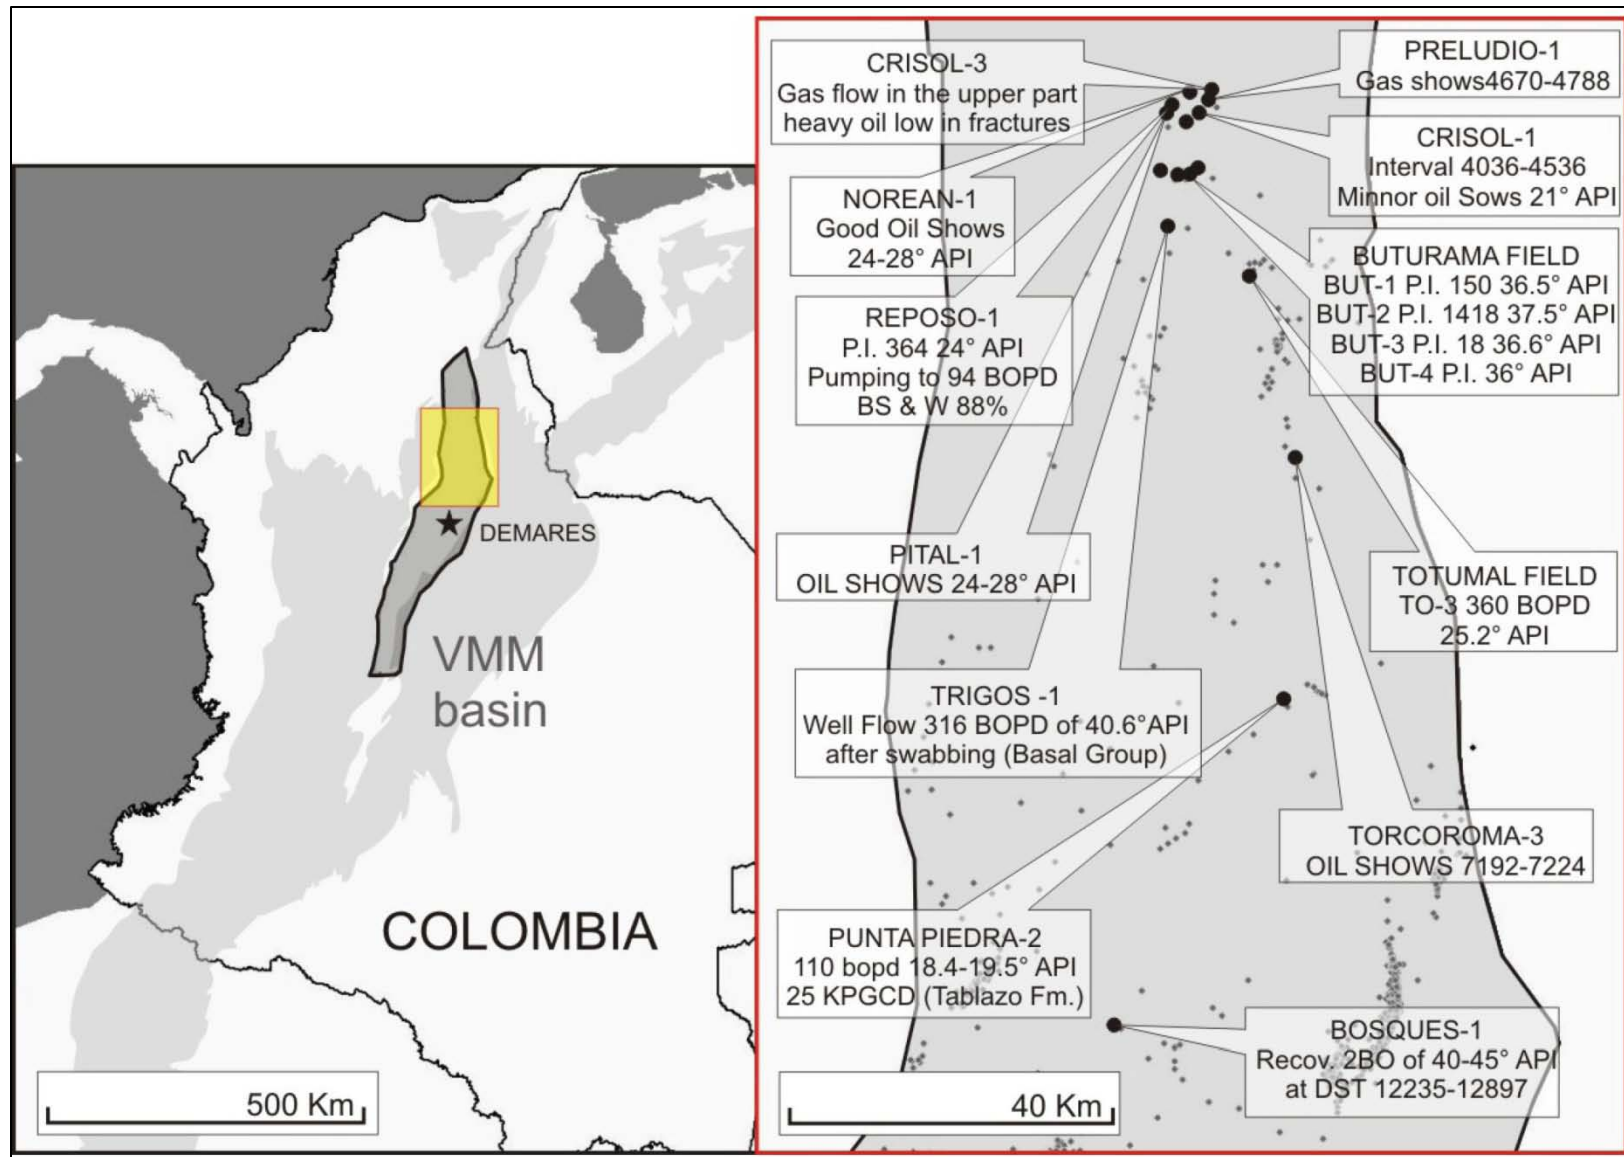 DEMARES
VMM
basin
COLOMBIA
500 Km
CRISOL-3
Gas flow in the upper part
heavy oil low in fractures
PRELUDIO-1
Gas shows4670-4788
CRISOL-1
Interval 4036-4536
Minnor oil Sows 21° API
NOREAN-1
Good Oil Shows
24-28° API
BUTURAMA FIELD
BUT-1 P.I. 150 36.5° API
BUT-2 P.I. 1418 37.5° API
BUT-3 P.I. 18 36.6° API
BUT-4 P.I. 36° API
REPOSO-1
P.I. 364 24° API
Pumping to 94 BOPD
BS & W 88%
PITAL-1
OIL SHOWS 24-28° API
TOTUMAL FIELD
TO-3 360 BOPD
25.2° API
TRIGOS -1
Well Flow 316 BOPD of 40.6°API
after swabbing (Basal Group)
TORCOROMA-3
OIL SHOWS 7192-7224
PUNTA PIEDRA-2
110 bopd 18.4-19.5° API
25 KPGCD (Tablazo Fm.)
BOSQUES-1
Recov. 2BO of 40-45° API
at DST 12235-12897
40 Km